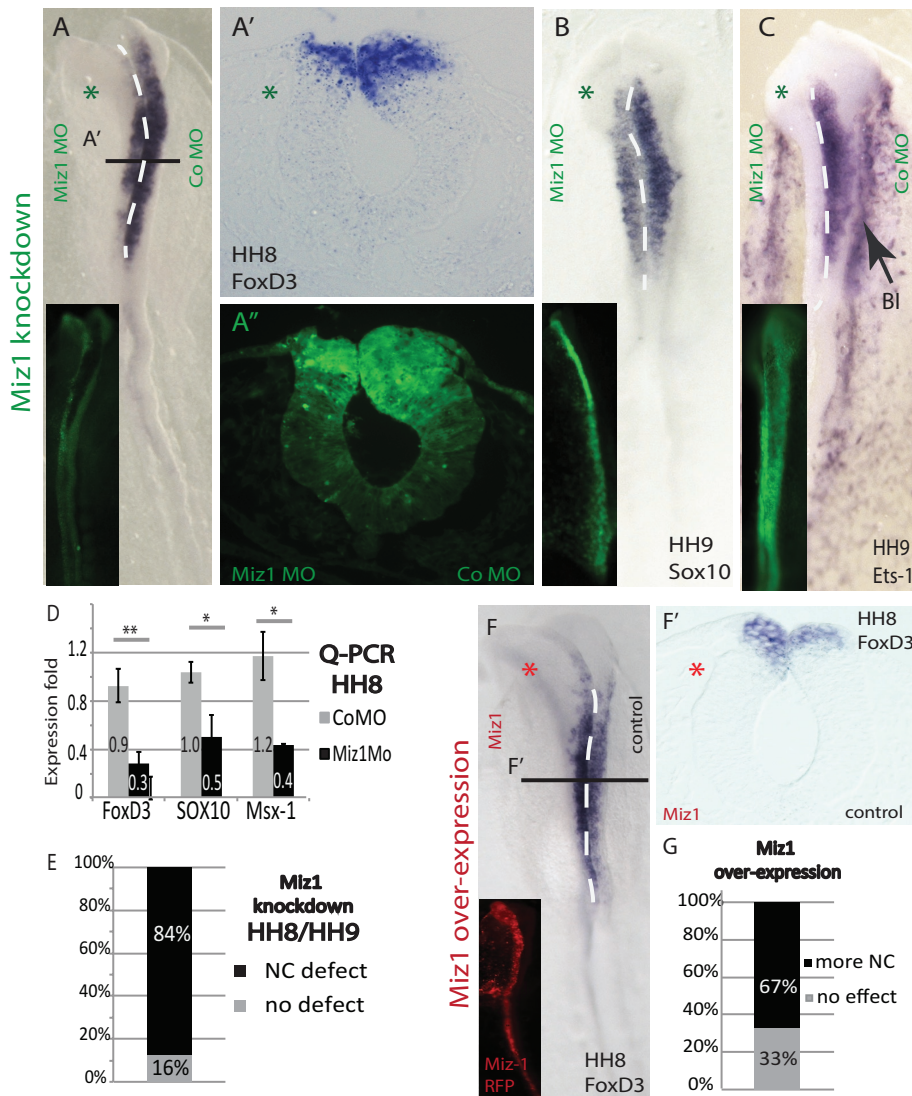 Miz1 knockdown
A
*
A'
Miz1 MO
Co MO
A'
*
HH8
FoxD3
A"
Miz1 MO
Co MO
B
*
Miz1 MO
HH9
Sox10
C
*
Miz1 MO
Co MO
BI
HH9
Ets-1
D
**
*
*
Expression fold
1.2
0.8
0.4
0
0.9
0.3
1.0
0.5
1.2
0.4
FoxD3
SOX10
Msx-1
Q-PCR
HH8
CoMO
Miz1Mo
E
100%
80%
60%
40%
20%
0%
84%
16%
Miz1
knockdown
HH8/HH9
NC defect
no defect
Miz1 over-expression
F
*
Miz1
control
F'
Miz-1
RFP
HH8
FoxD3
F'
HH8
FoxD3
*
Miz1
control
G
Miz1
over-expression
100%
80%
60%
40%
20%
0%
67%
33%
more NC
no effect